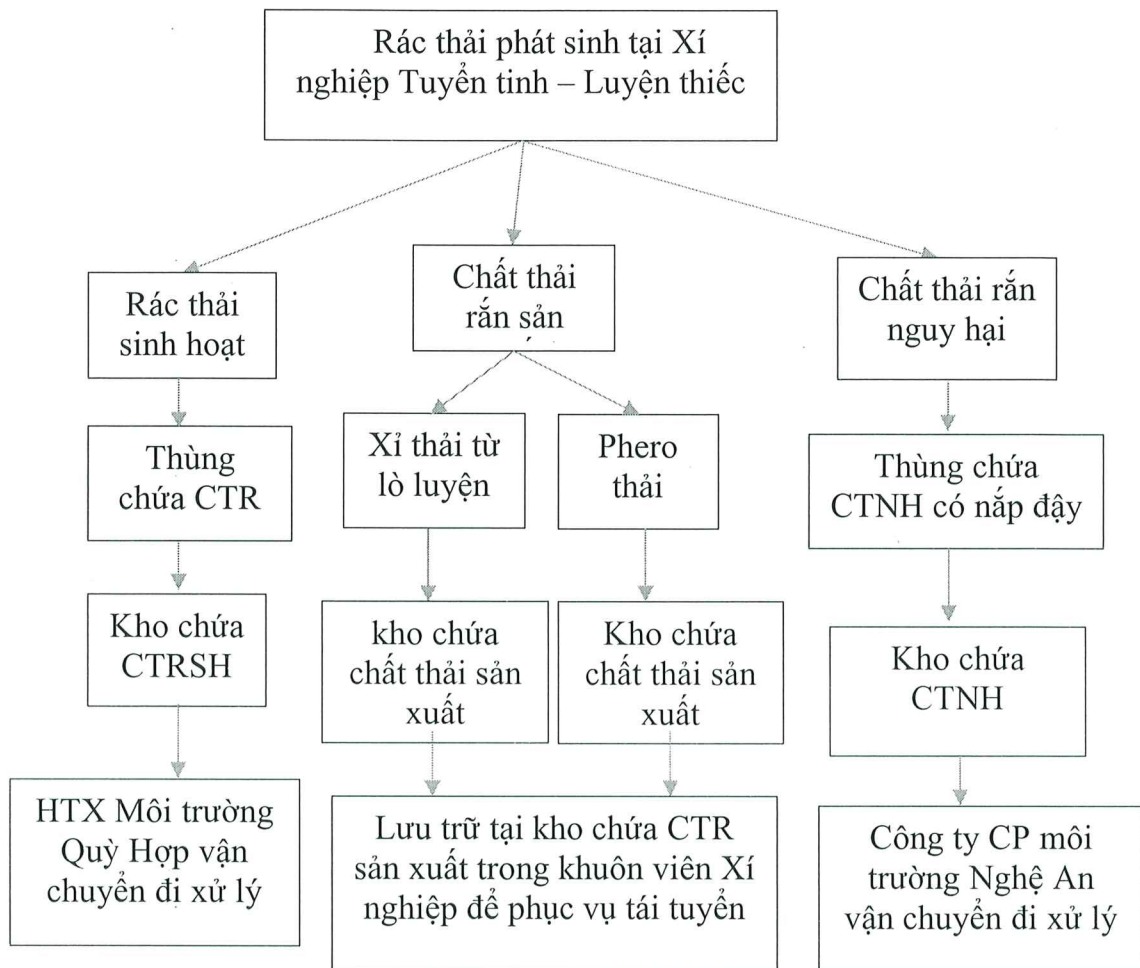 Rác thải phát sinh tại Xí
nghiệp Tuyển tinh – Luyện thiếc
Rác thải
sinh hoạt
Chất thải
rắn sản
Chất thải rắn
nguy hại
Thùng
chứa CTR
Xỉ thải từ
lò luyện
Phero
thải
Thùng chứa
CTNH có nắp đậy
Kho chứa
CTRSH
kho chứa
chất thải sản
xuất
Kho chứa
chất thải sản
xuất
Kho chứa
CTNH
HTX Môi trường
Quỳ Hợp vận
chuyển đi xử lý
Lưu trữ tại kho chứa CTR
sản xuất trong khuôn viên Xí
nghiệp để phục vụ tái tuyển
Công ty CP môi
trường Nghệ An
vận chuyển đi xử lý